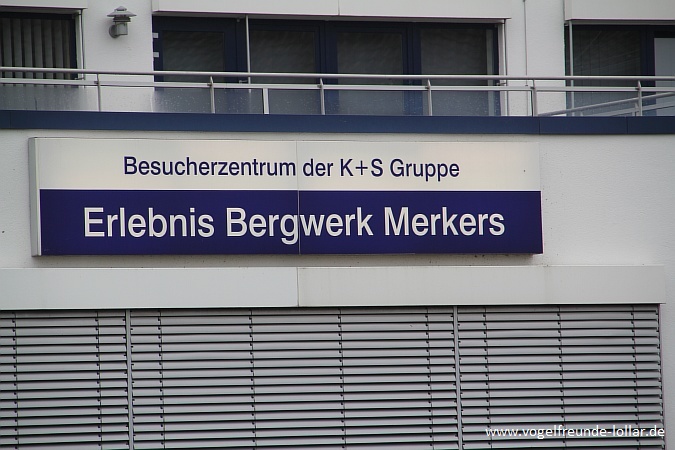 Besucherzentrum der K+S Gruppe
Erlebnis Bergwerk Merkers
www.vogelfreunde-lollar.de